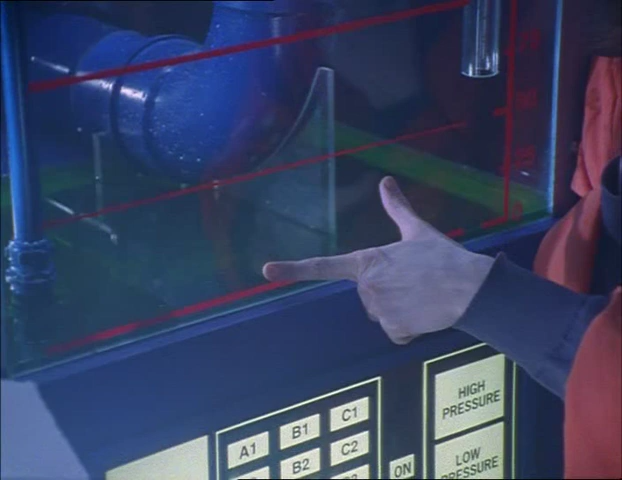 A1 B1 C1
B2 C2
ON
HIGH
PRESSURE
LOW
PRESSURE